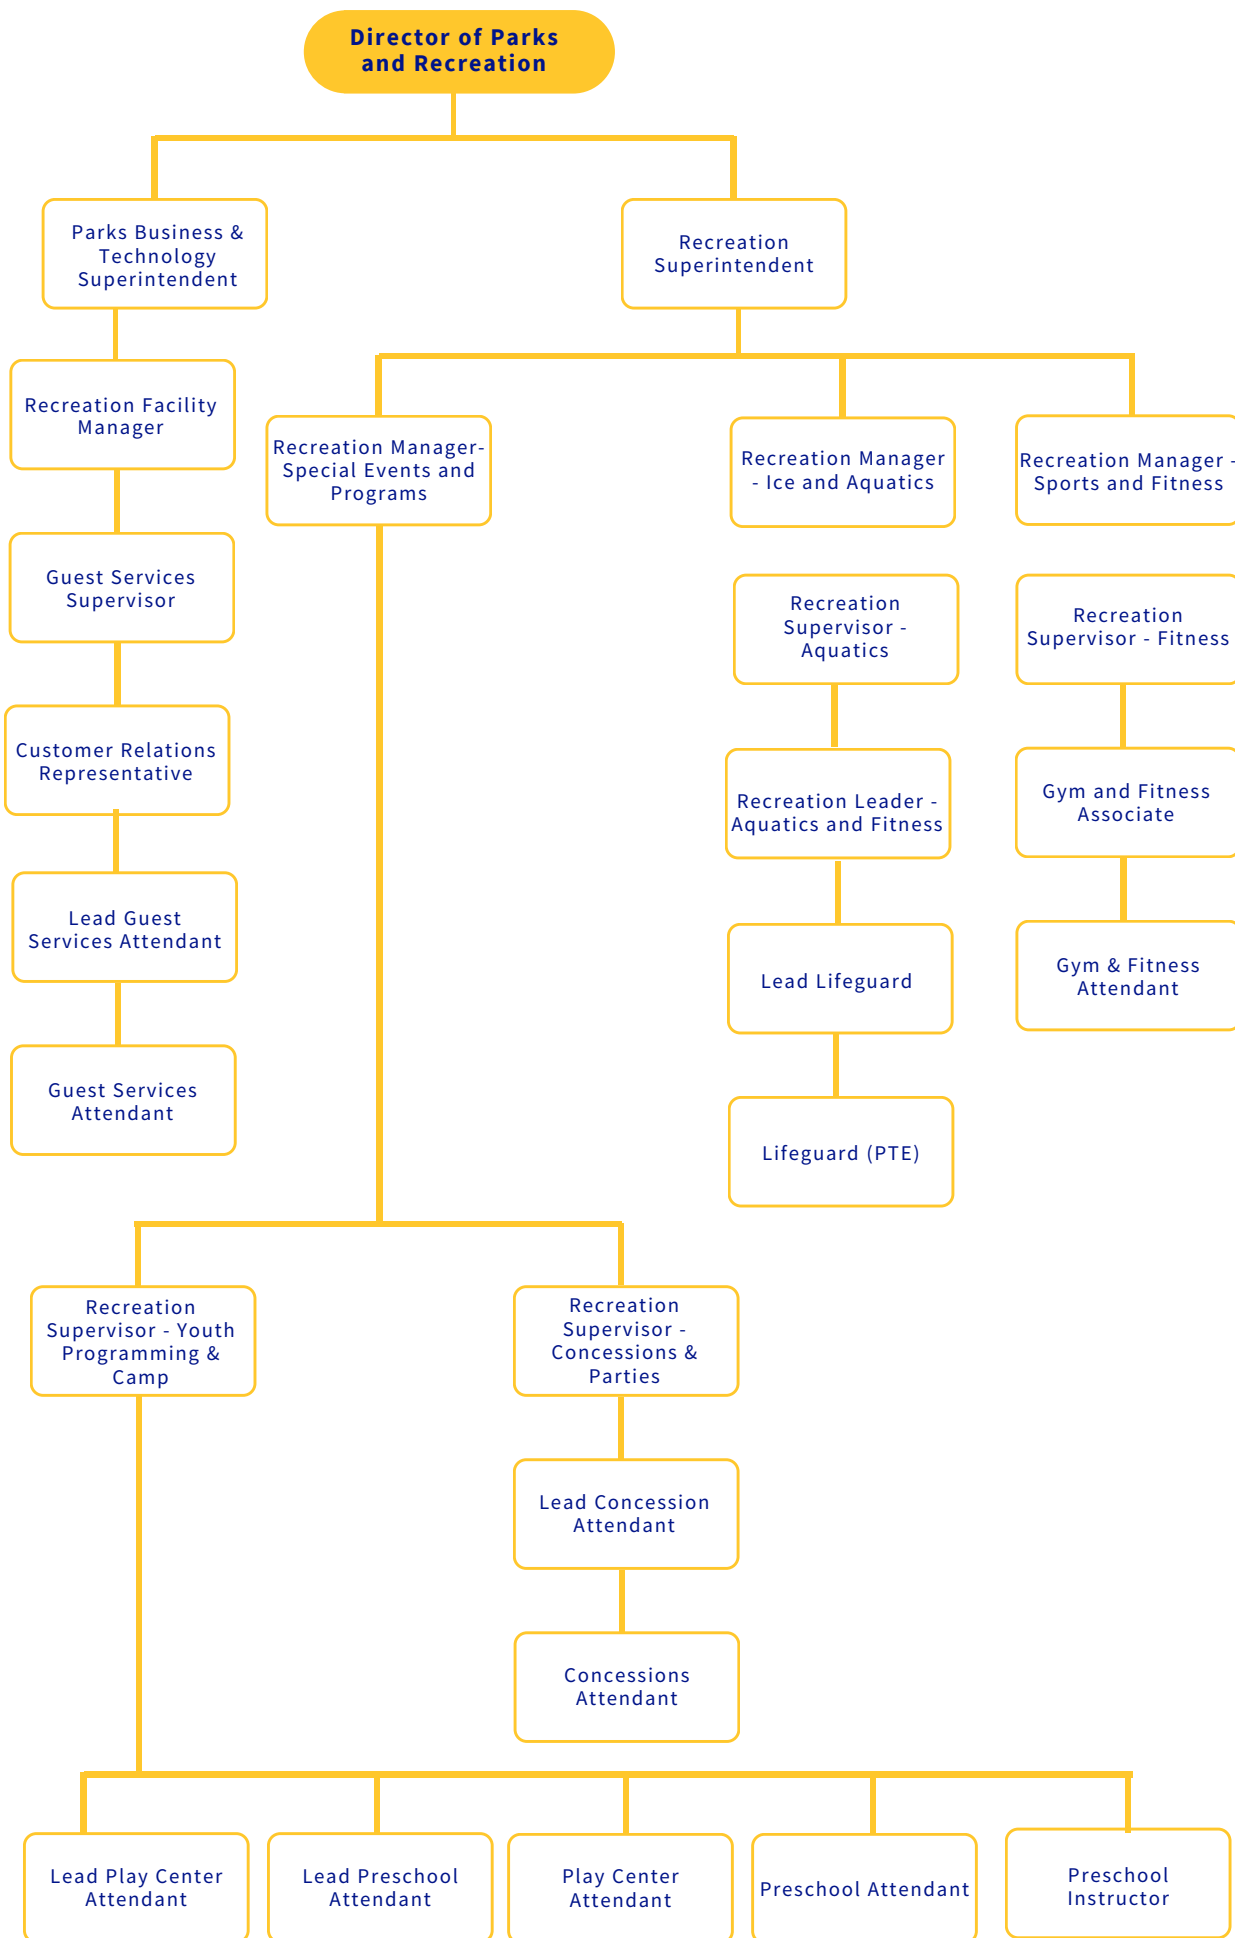 Director of Parks
and Recreation
Parks Business &
Technology
Superintendent
Recreation
Superintendent
Recreation Facility
Manager
Recreation Manager-
Special Events and
Programs
Recreation Manager
- Ice and Aquatics
Recreation Manager -
Sports and Fitness
Guest Services
Supervisor
Recreation
Supervisor -
Aquatics
Recreation
Supervisor - Fitness
Customer Relations
Representative
Recreation Leader -
Aquatics and Fitness
Gym and Fitness
Associate
Lead Guest
Services Attendant
Lead Lifeguard
Gym & Fitness
Attendant
Guest Services
Attendant
Lifeguard (PTE)
Recreation
Supervisor - Youth
Programming &
Camp
Recreation
Supervisor -
Concessions &
Parties
Lead Concession
Attendant
Concessions
Attendant
Lead Play Center
Attendant
Lead Preschool
Attendant
Play Center
Attendant
Preschool Attendant
Preschool
Instructor